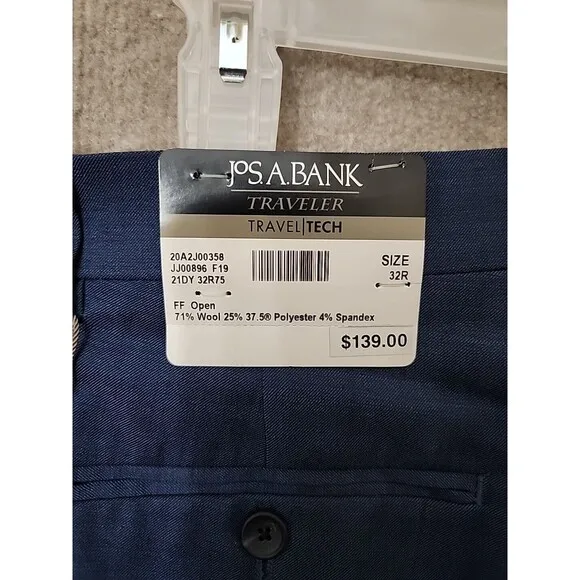 JOS. A. BANK
TRAVELER
TRAVEL|TECH
20A2J00358
JJ00896 F19
21DY 32R75
SIZE
32R
FF Open
71% Wool 25% 37.5® Polyester 4% Spandex
$139.00